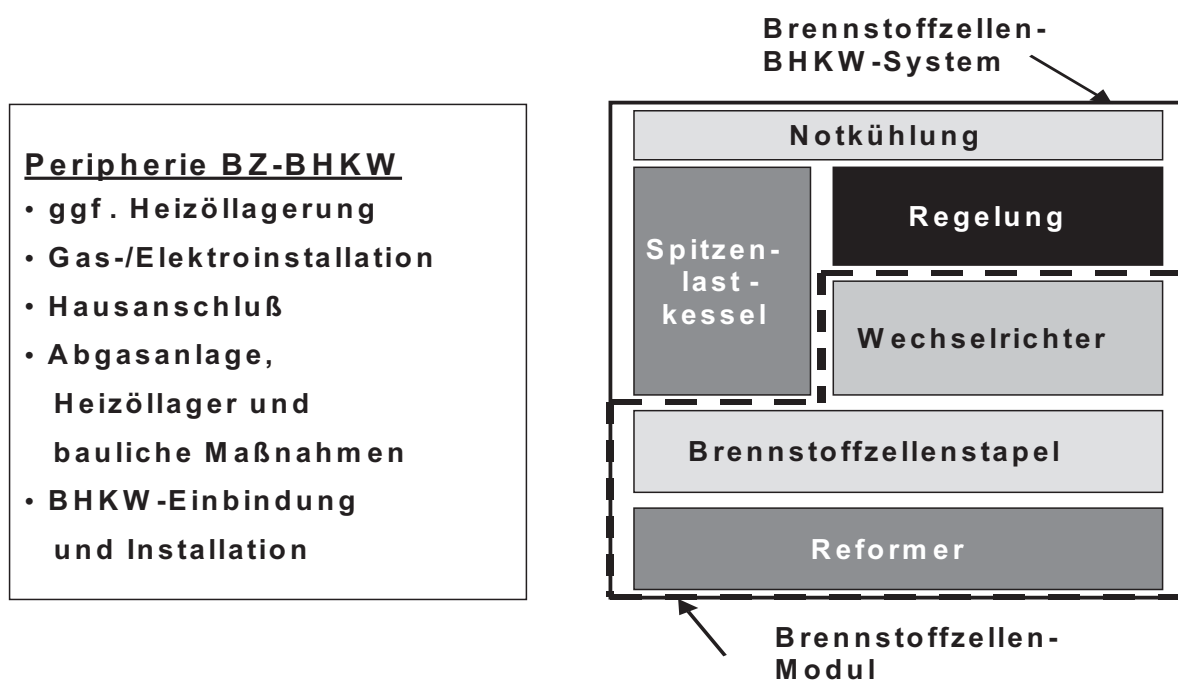 Brennstoffzellen-
BHKW-System
Peripherie BZ-BHKW
• ggf. Heizöllagerung
• Gas-/Elektroinstallation
• Hausanschluß
• Abgasanlage,
Heizöllager und
bauliche Maßnahmen
• BHKW-Einbindung
und Installation
Notkühlung
Spitzen-
last-
kessel
Regelung
Wechselrichter
Brennstoffzellenstapel
Reformer
Brennstoffzellen-
Modul